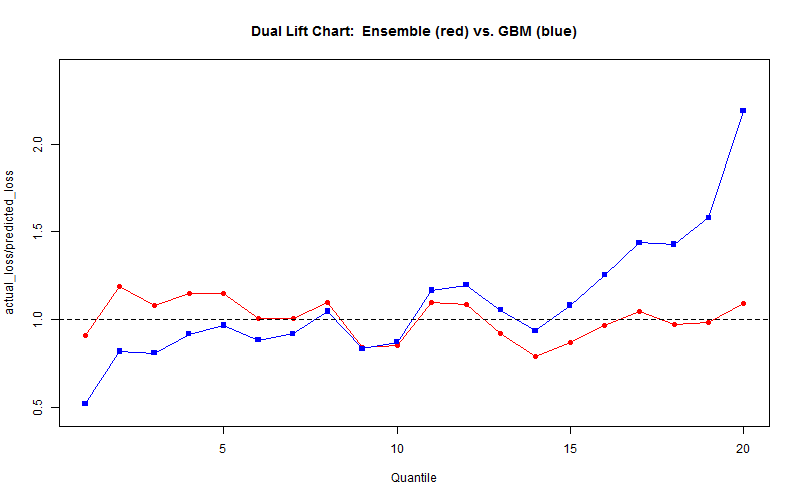 Dual Lift Chart:  Ensemble (red) vs. GBM (blue)
actual_loss/predicted_loss
2.0
1.5
1.0
0.5
5 10 15 20
Quantile